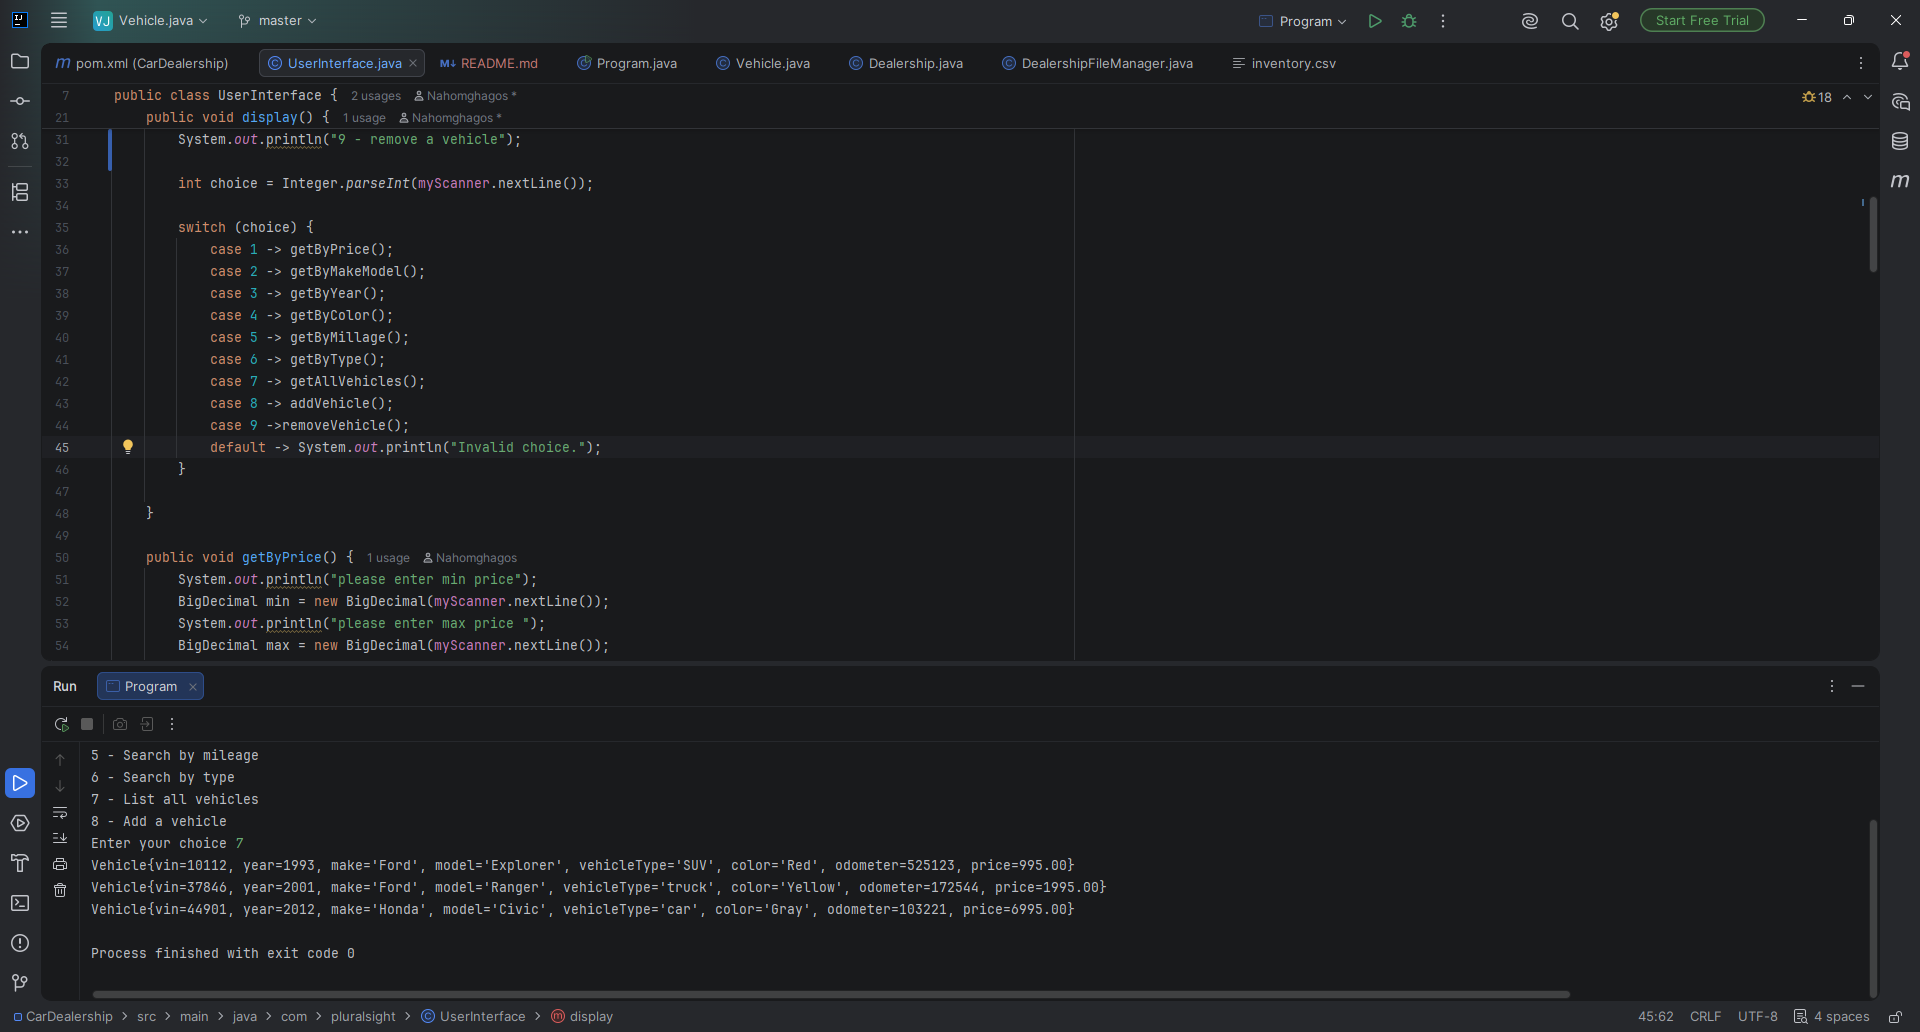 VJ Vehicle.java master Program Start Free Trial
pom.xml (CarDealership) UserInterface.java README.md Program.java Vehicle.java Dealership.java DealershipFileManager.java inventory.csv
7 public class UserInterface { 2 usages Nahomghagos * 18
21 public void display() { 1 usage Nahomghagos *
31 System.out.println("9 - remove a vehicle");
32
33 int choice = Integer.parseInt(myScanner.nextLine());
34
35 switch (choice) {
36 case 1 -> getByPrice();
37 case 2 -> getByMakeModel();
38 case 3 -> getByYear();
39 case 4 -> getByColor();
40 case 5 -> getByMillage();
41 case 6 -> getByType();
42 case 7 -> getAllVehicles();
43 case 8 -> addVehicle();
44 case 9 ->removeVehicle();
45 default -> System.out.println("Invalid choice.");
46 }
47
48 }
49
50 public void getByPrice() { 1 usage Nahomghagos
51 System.out.println("please enter min price");
52 BigDecimal min = new BigDecimal(myScanner.nextLine());
53 System.out.println("please enter max price ");
54 BigDecimal max = new BigDecimal(myScanner.nextLine());
Run Program
5 - Search by mileage
6 - Search by type
7 - List all vehicles
8 - Add a vehicle
Enter your choice 7
Vehicle{vin=10112, year=1993, make='Ford', model='Explorer', vehicleType='SUV', color='Red', odometer=525123, price=995.00}
Vehicle{vin=37846, year=2001, make='Ford', model='Ranger', vehicleType='truck', color='Yellow', odometer=172544, price=1995.00}
Vehicle{vin=44901, year=2012, make='Honda', model='Civic', vehicleType='car', color='Gray', odometer=103221, price=6995.00}
Process finished with exit code 0
CarDealership > src > main > java > com > pluralsight > UserInterface > display 45:62 CRLF UTF-8 4 spaces